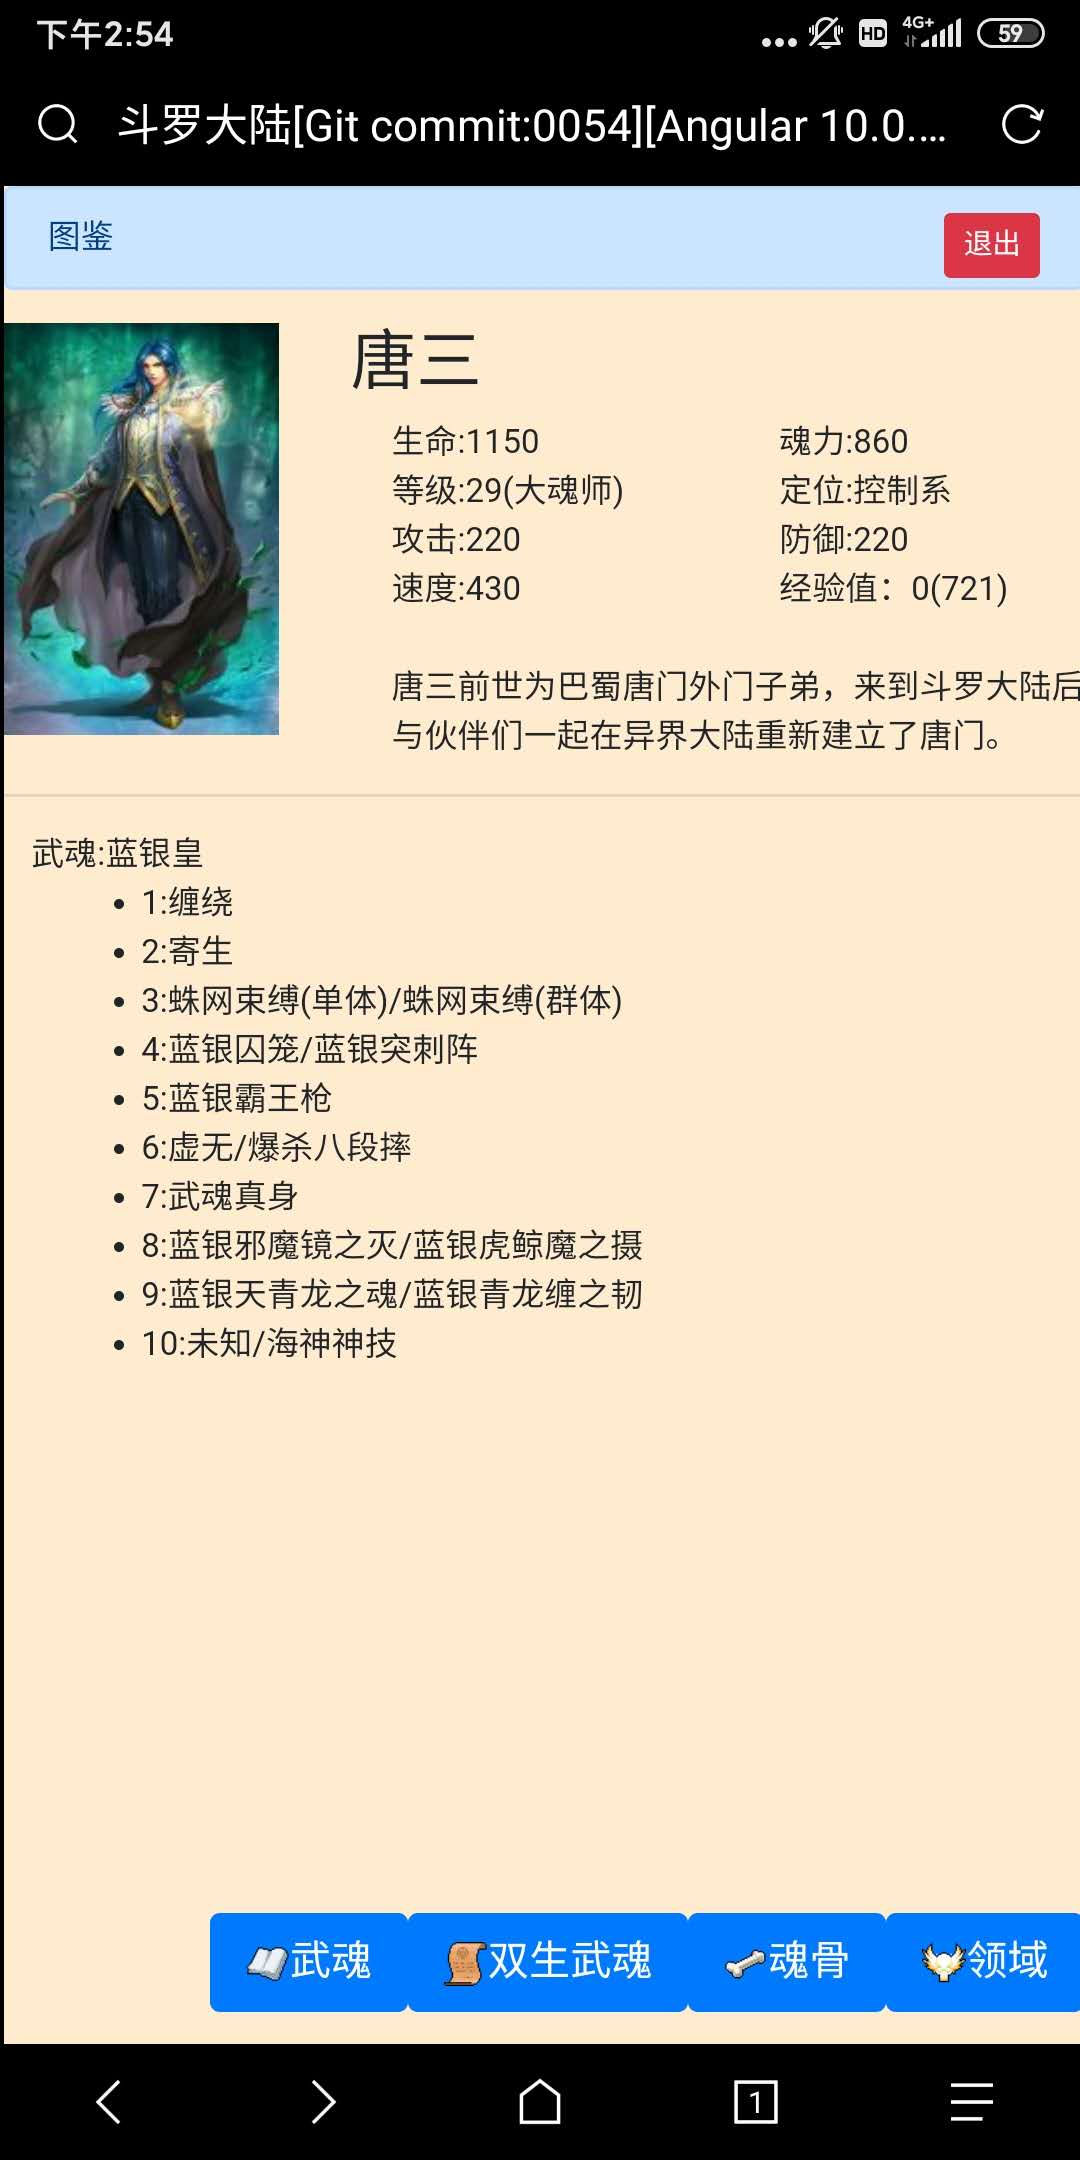 下午2:54
HD 4G+ 59
斗罗大陆[Git commit:0054][Angular 10.0....
图鉴
退出
唐三
生命:1150 魂力:860
等级:29(大魂师) 定位:控制系
攻击:220 防御:220
速度:430 经验值：0(721)
唐三前世为巴蜀唐门外门子弟，来到斗罗大陆后
与伙伴们一起在异界大陆重新建立了唐门。
武魂:蓝银皇
1:缠绕
2:寄生
3:蛛网束缚(单体)/蛛网束缚(群体)
4:蓝银囚笼/蓝银突刺阵
5:蓝银霸王枪
6:虚无/爆杀八段摔
7:武魂真身
8:蓝银邪魔镜之灭/蓝银虎鲸魔之摄
9:蓝银天青龙之魂/蓝银青龙缠之韧
10:未知/海神神技
武魂 双生武魂 魂骨 领域
1